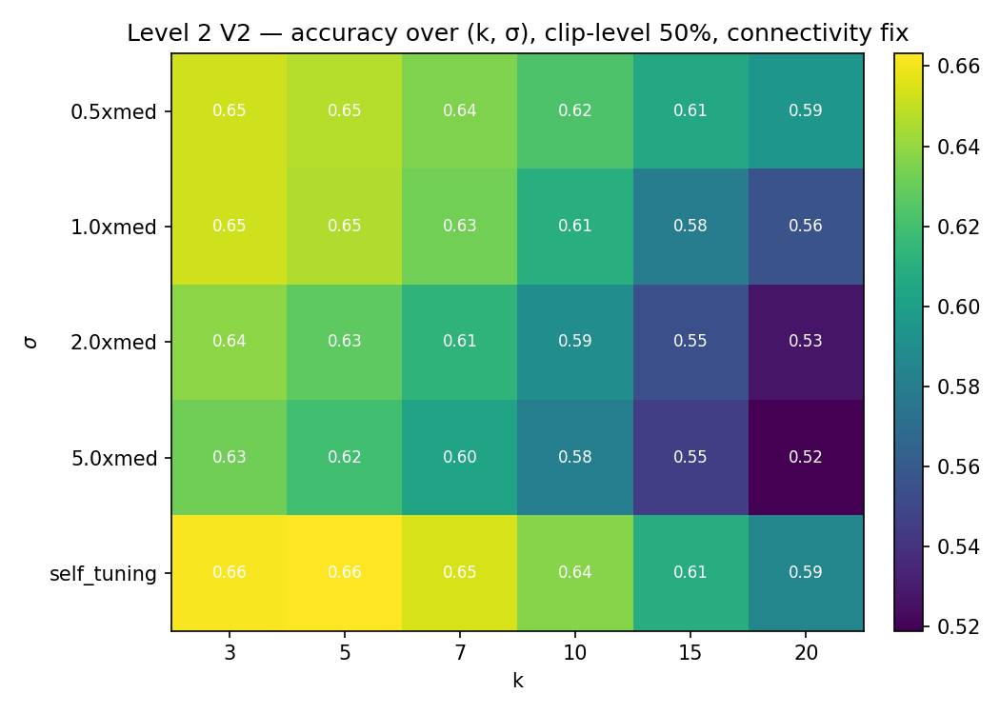 Level 2 V2 — accuracy over (k, σ), clip-level 50%, connectivity fix
0.5xmed 0.65 0.65 0.64 0.62 0.61 0.59
1.0xmed 0.65 0.65 0.63 0.61 0.58 0.56
2.0xmed 0.64 0.63 0.61 0.59 0.55 0.53
5.0xmed 0.63 0.62 0.60 0.58 0.55 0.52
self_tuning 0.66 0.66 0.65 0.64 0.61 0.59
σ
3 5 7 10 15 20
k
0.66
0.64
0.62
0.60
0.58
0.56
0.54
0.52